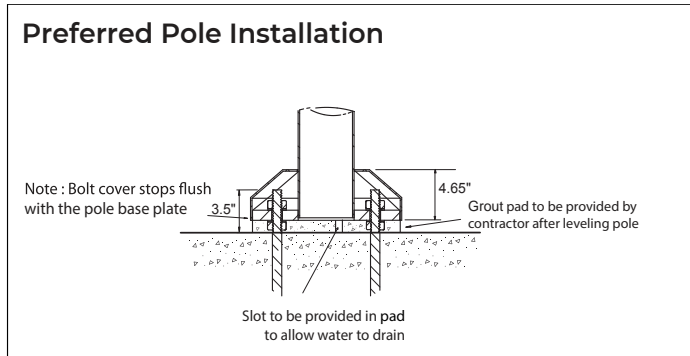 Preferred Pole Installation
Note : Bolt cover stops flush
with the pole base plate
3.5"
4.65"
Grout pad to be provided by
contractor after leveling pole
Slot to be provided in pad
to allow water to drain